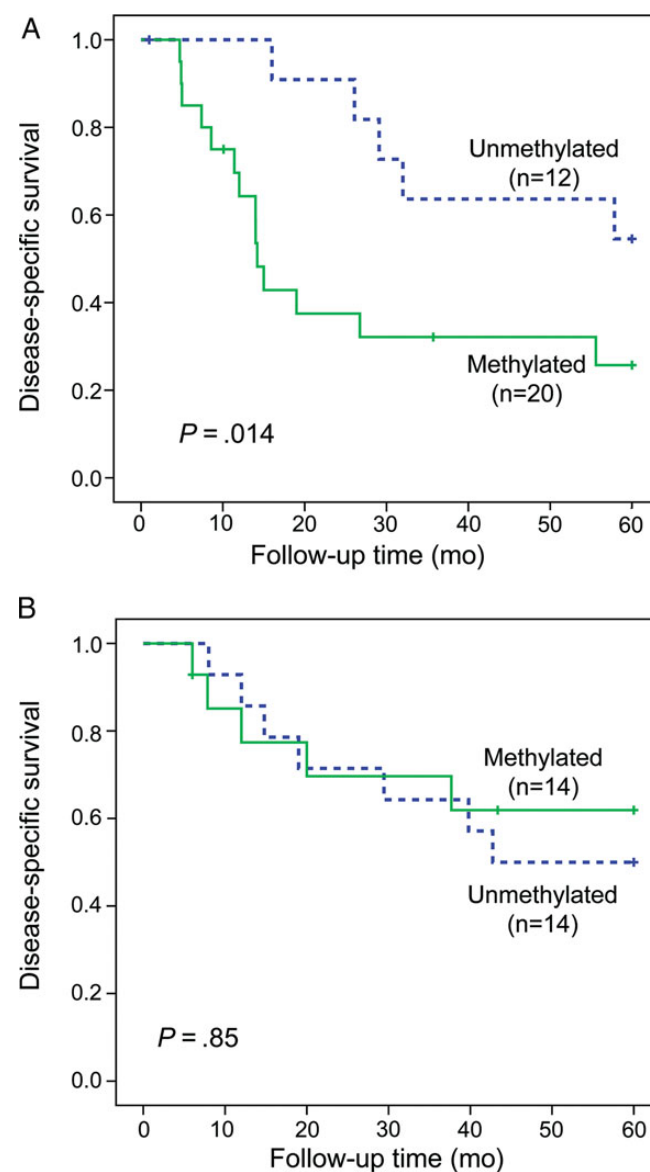 A
1.0
0.8
0.6
0.4
0.2
0.0
Disease-specific survival
Unmethylated
(n=12)
Methylated
(n=20)
P = .014
0 10 20 30 40 50 60
Follow-up time (mo)
B
1.0
0.8
0.6
0.4
0.2
0.0
Disease-specific survival
Methylated
(n=14)
Unmethylated
(n=14)
P = .85
0 10 20 30 40 50 60
Follow-up time (mo)